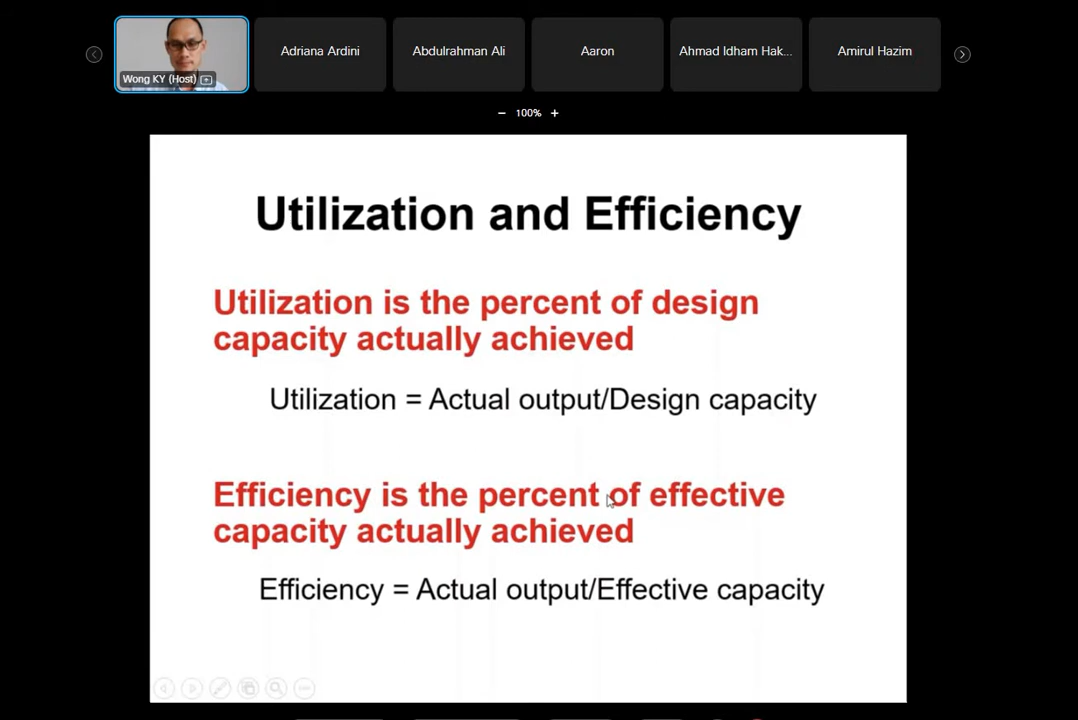 Wong KY (Host)
Adriana Ardini
Abdulrahman Ali
Aaron
Ahmad Idham Hak...
Amirul Hazim
100%
Utilization and Efficiency
Utilization is the percent of design
capacity actually achieved
Utilization = Actual output/Design capacity
Efficiency is the percent of effective
capacity actually achieved
Efficiency = Actual output/Effective capacity